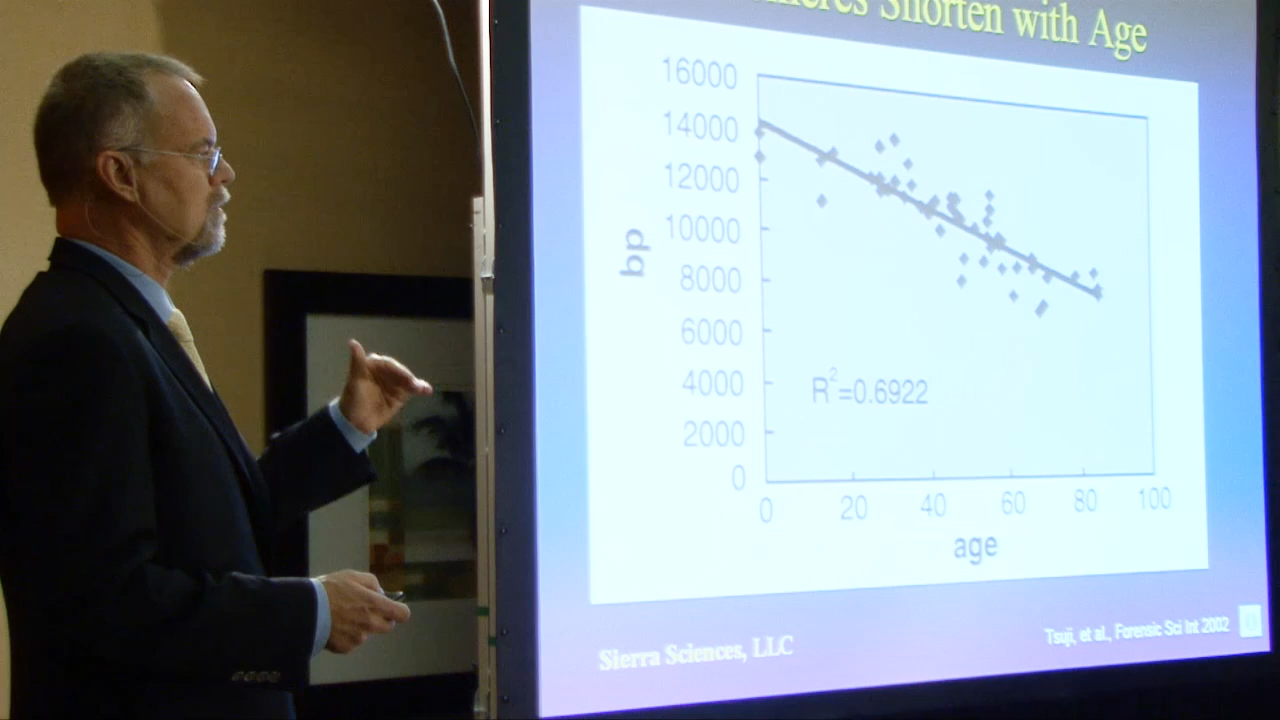 Shorten with Age
16000
14000
12000
10000
8000
6000
4000
2000
0
bp
R²=0.6922
0 20 40 60 80 100
age
Sierra Sciences, LLC
Tsuji, et al., Forensic Sci Int 2002